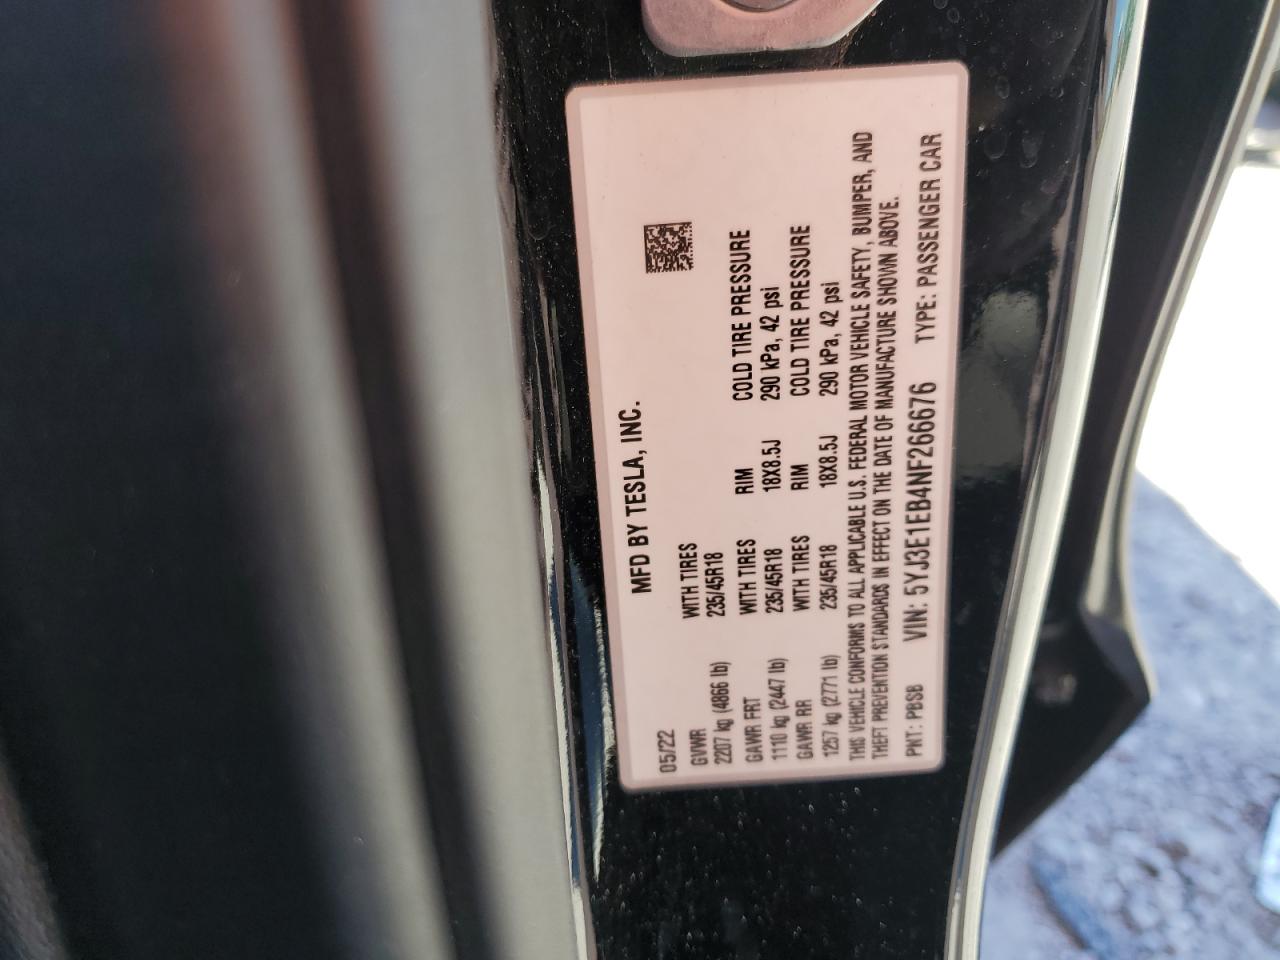 MFD BY TESLA, INC.
05/22
GVWR WITH TIRES
2207 kg (4866 lb) 235/45R18
GAWR FRT WITH TIRES RIM COLD TIRE PRESSURE
1110 kg (2447 lb) 235/45R18 18X8.5J 290 kPa, 42 psi
GAWR RR WITH TIRES RIM COLD TIRE PRESSURE
1257 kg (2771 lb) 235/45R18 18X8.5J 290 kPa, 42 psi
THIS VEHICLE CONFORMS TO ALL APPLICABLE U.S. FEDERAL MOTOR VEHICLE SAFETY, BUMPER, AND
THEFT PREVENTION STANDARDS IN EFFECT ON THE DATE OF MANUFACTURE SHOWN ABOVE.
PNT: PBSB VIN: 5YJ3E1EB4NF266676 TYPE: PASSENGER CAR